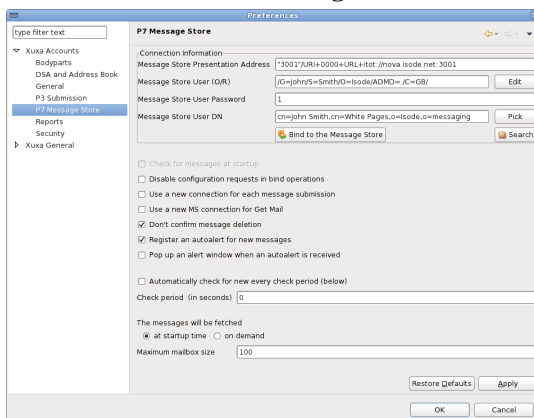 Preferences
type filter text
Xuxa Accounts
Bodyparts
DSA and Address Book
General
P3 Submission
P7 Message Store
Reports
Security
Xuxa General
P7 Message Store
Connection Information
Message Store Presentation Address "3001"/URI+0000+URL+itot://nova.isode.net:3001
Message Store User (O/R) /G=John/S=Smith/O=Isode/ADMD= /C=GB/ Edit
Message Store User Password 1
Message Store User DN cn=John Smith,cn=White Pages,o=Isode,o=messaging Pick
Bind to the Message Store Search
Check for messages at startup
Disable configuration requests in bind operations
Use a new connection for each message submission
Use a new MS connection for Get Mail
Don't confirm message deletion
Register an autoalert for new messages
Pop up an alert window when an autoalert is received
Automatically check for new every check period (below)
Check period (in seconds) 0
The messages will be fetched
at startup time on demand
Maximum mailbox size 100
Restore Defaults Apply
OK Cancel